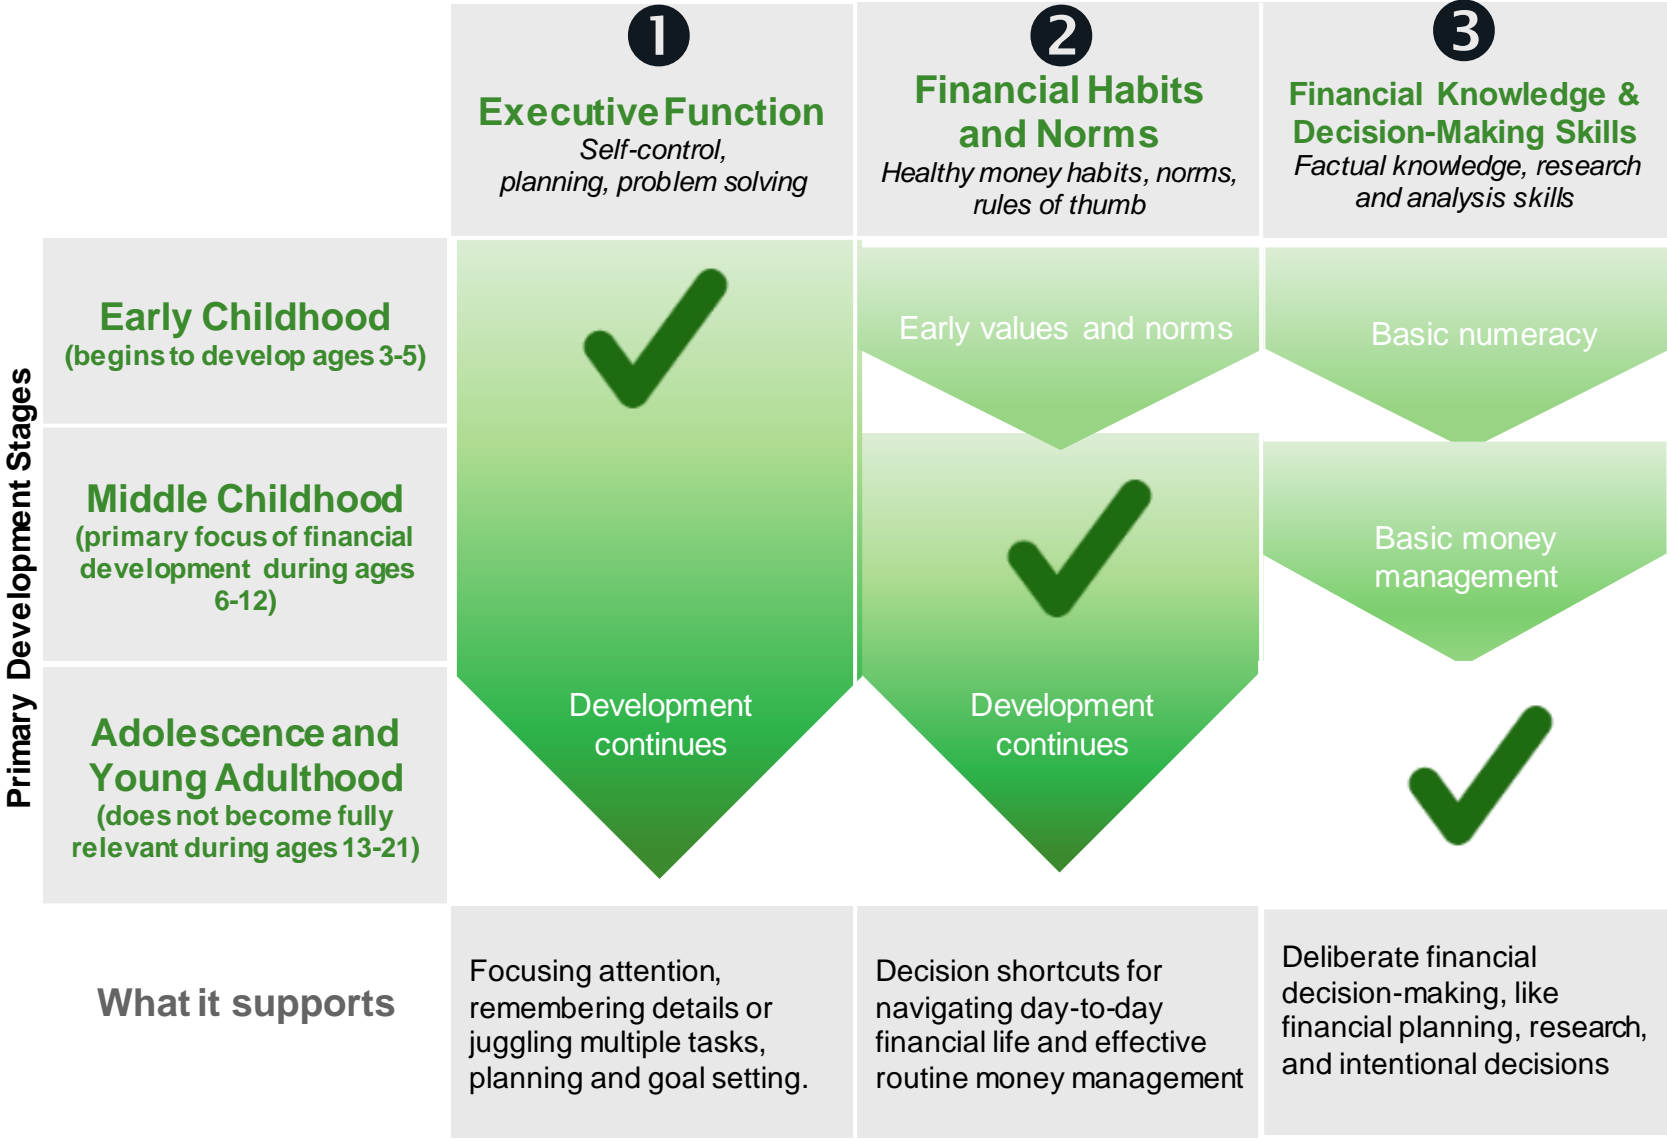 1
Executive Function
Self-control,
planning, problem solving
2
Financial Habits
and Norms
Healthy money habits, norms,
rules of thumb
3
Financial Knowledge &
Decision-Making Skills
Factual knowledge, research
and analysis skills
Primary Development Stages
Early Childhood
(begins to develop ages 3-5)
Early values and norms
Basic numeracy
Middle Childhood
(primary focus of financial
development during ages
6-12)
Basic money
management
Adolescence and
Young Adulthood
(does not become fully
relevant during ages 13-21)
Development
continues
Development
continues
What it supports
Focusing attention,
remembering details or
juggling multiple tasks,
planning and goal setting.
Decision shortcuts for
navigating day-to-day
financial life and effective
routine money management
Deliberate financial
decision-making, like
financial planning, research,
and intentional decisions